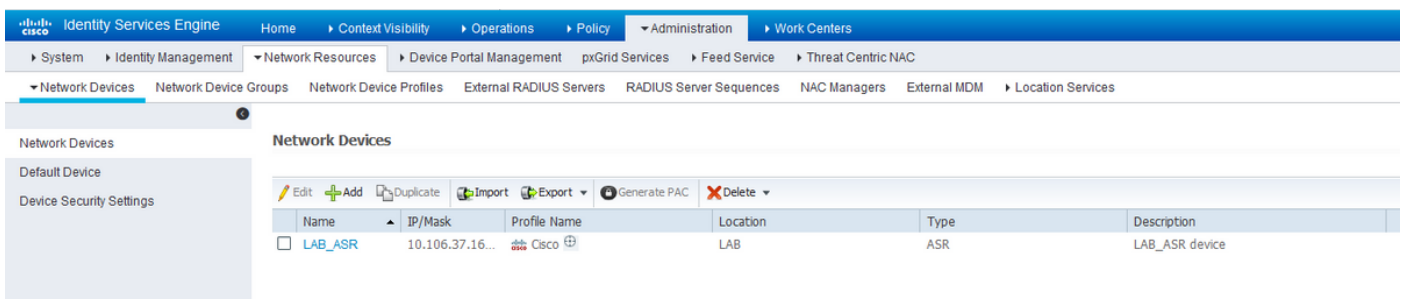 cisco Identity Services Engine Home Context Visibility Operations Policy Administration Work Centers
System Identity Management Network Resources Device Portal Management pxGrid Services Feed Service Threat Centric NAC
Network Devices Network Device Groups Network Device Profiles External RADIUS Servers RADIUS Server Sequences NAC Managers External MDM Location Services
Network Devices
Default Device
Device Security Settings
Network Devices
Edit Add Duplicate Import Export Generate PAC Delete
Name IP/Mask Profile Name Location Type Description
LAB_ASR 10.106.37.16... cisco Cisco LAB ASR LAB_ASR device